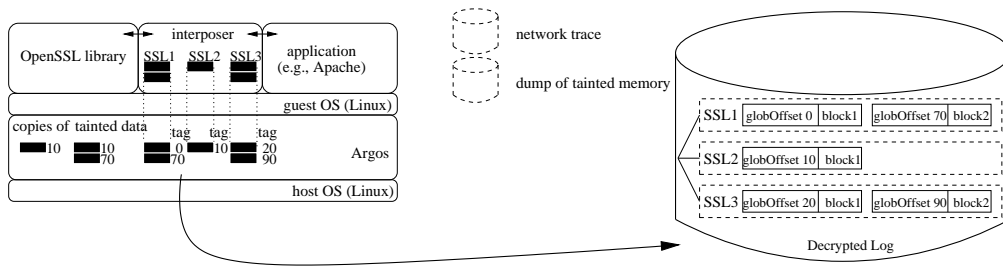 interposer
OpenSSL library
SSL1 SSL2 SSL3
application
(e.g., Apache)
guest OS (Linux)
copies of tainted data
tag tag tag
10 10 0 10 20
70 70 90
Argos
host OS (Linux)
network trace
dump of tainted memory
SSL1 globOffset 0 block1 globOffset 70 block2
SSL2 globOffset 10 block1
SSL3 globOffset 20 block1 globOffset 90 block2
Decrypted Log